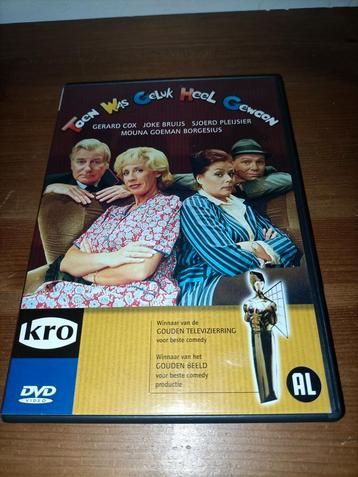 Toen Was Geluk Heel Gewoon
GERARD COX JOKE BRUIJS SJOERD PLEIJSIER
MOUNA GOEMAN BORGESIUS
kro
Winnaar van de
GOUDEN TELEVIZIERRING
voor beste comedy
Winnaar van het
GOUDEN BEELD
voor beste comedy
productie
DVD
VIDEO
AL